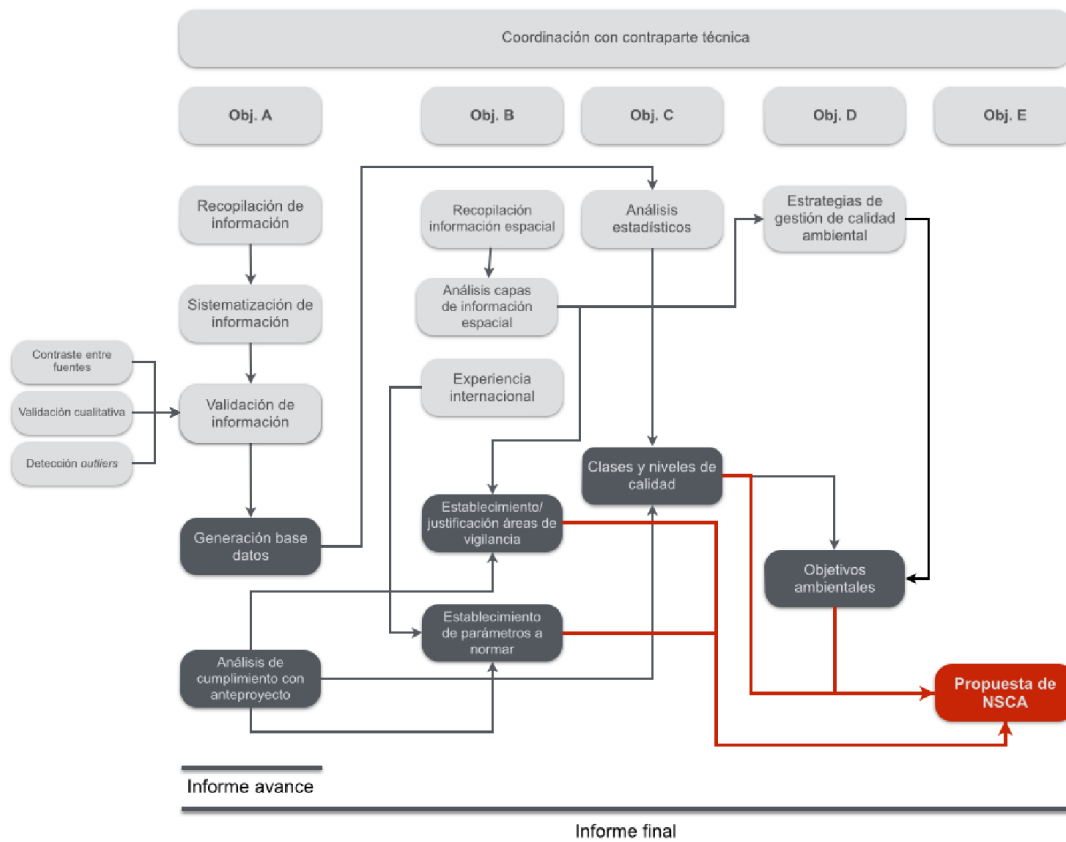 Coordinación con contraparte técnica
Obj. A
Obj. B
Obj. C
Obj. D
Obj. E
Recopilación de
información
Recopilación
información espacial
Análisis
estadísticos
Estrategias de
gestión de calidad
ambiental
Sistematización de
información
Análisis capas
de información
espacial
Contraste entre
fuentes
Validación cualitativa
Detección outliers
Validación de
información
Experiencia
internacional
Clases y niveles de
calidad
Generación base
datos
Establecimiento/
justificación áreas de
vigilancia
Objetivos
ambientales
Establecimiento
de parámetros a
normar
Análisis de
cumplimiento con
anteproyecto
Propuesta de
NSCA
Informe avance
Informe final